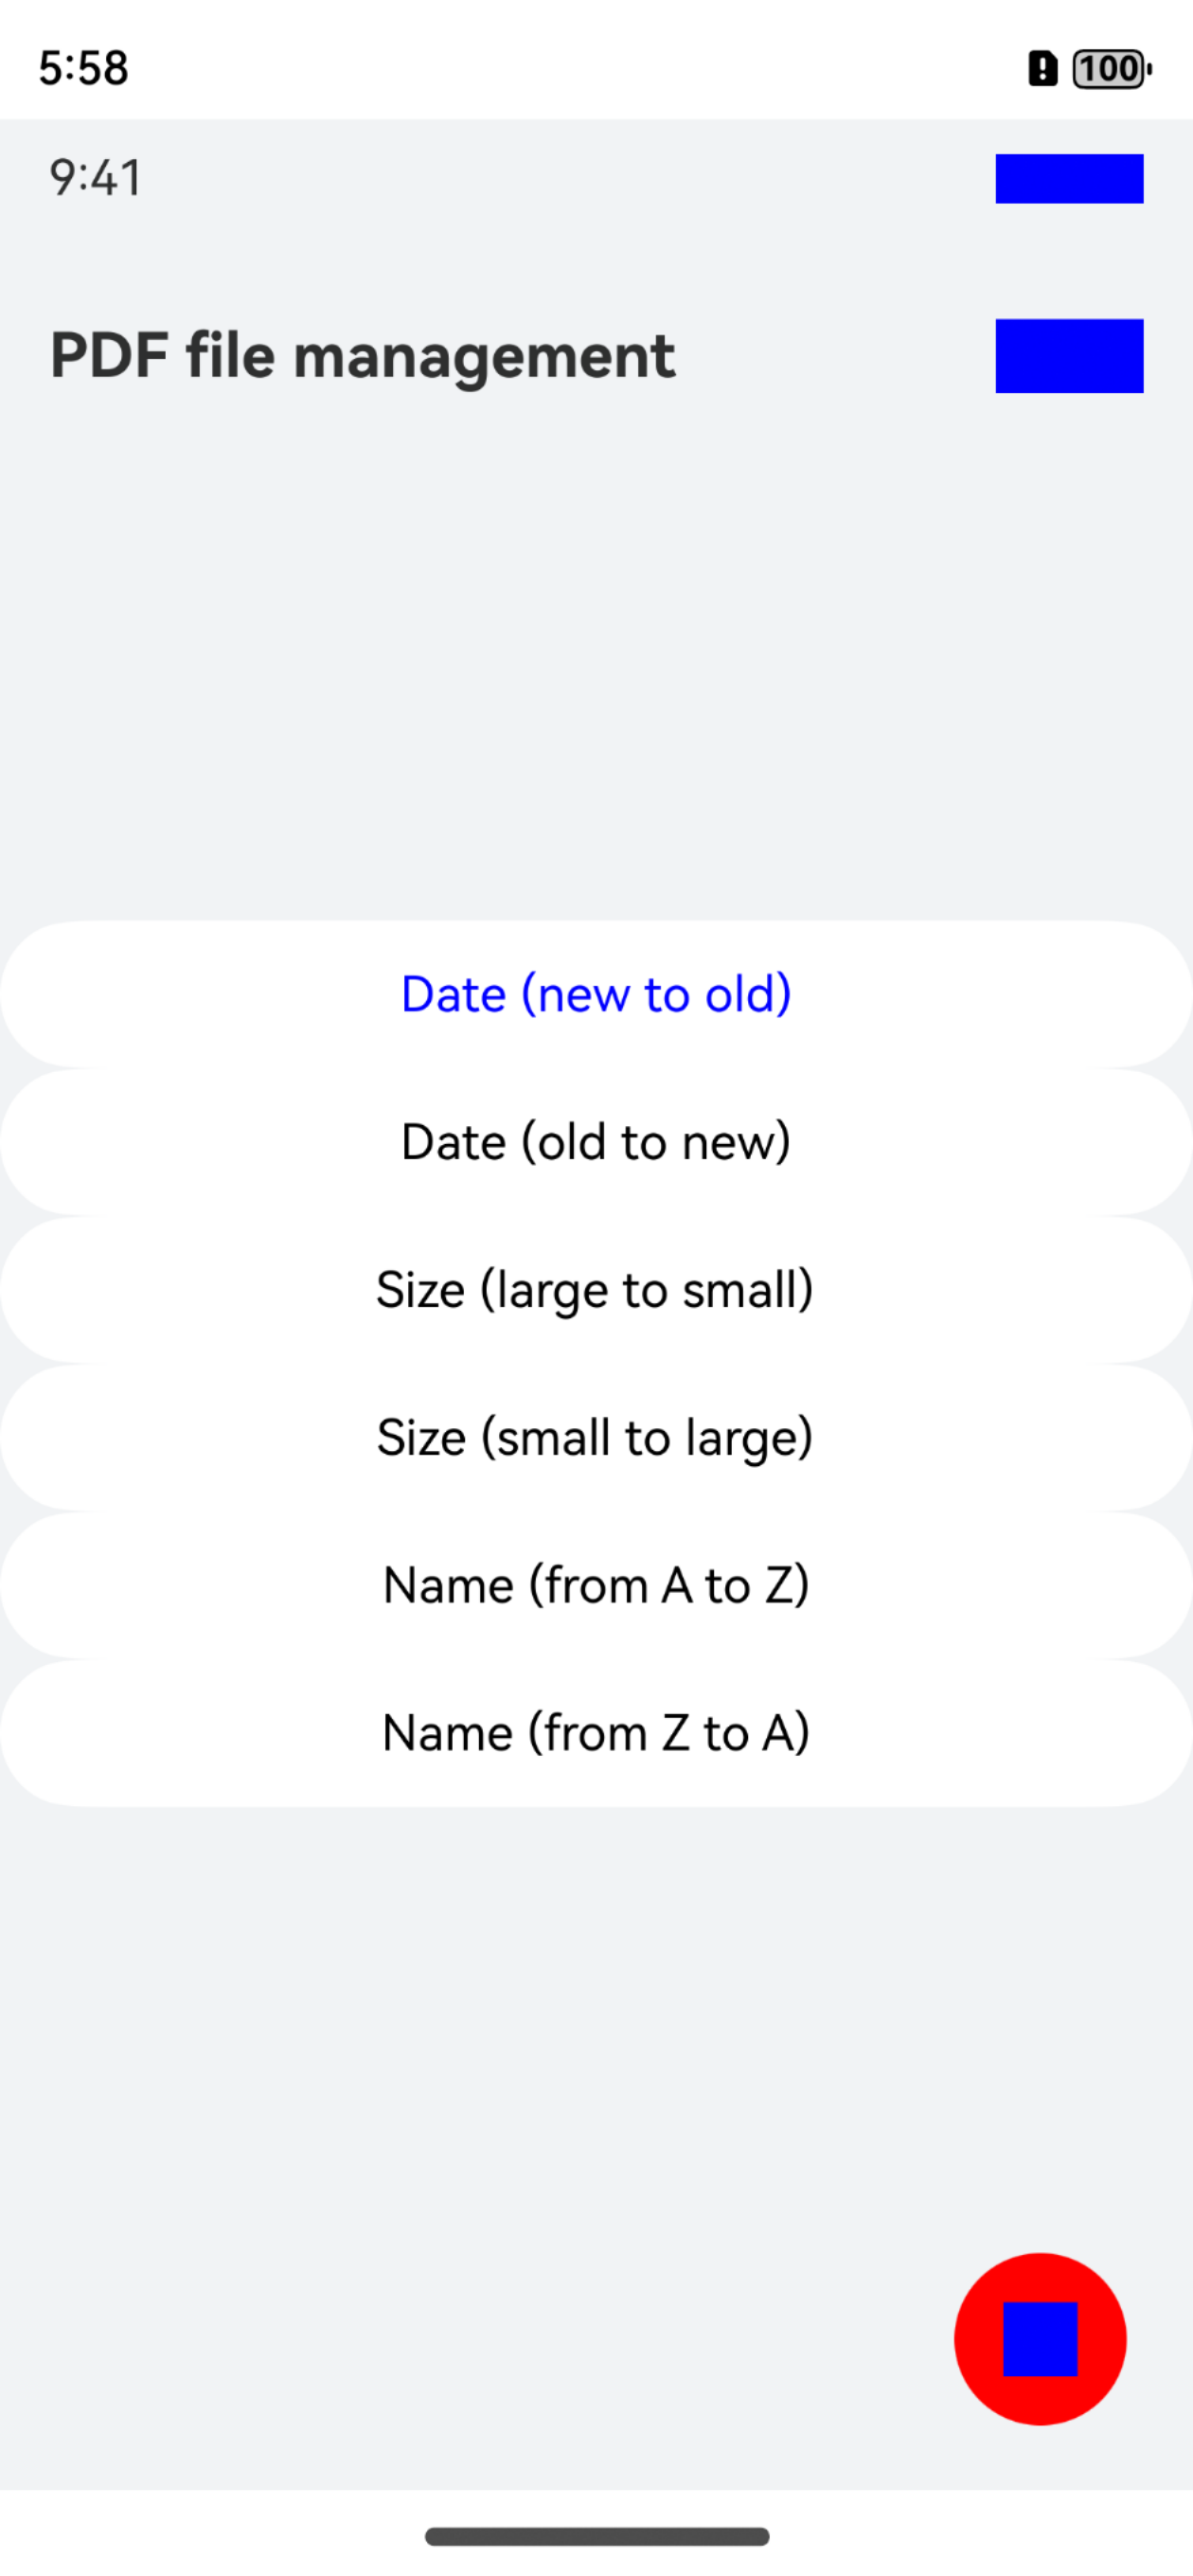 5:58
100
9:41
PDF file management
Date (new to old)
Date (old to new)
Size (large to small)
Size (small to large)
Name (from A to Z)
Name (from Z to A)